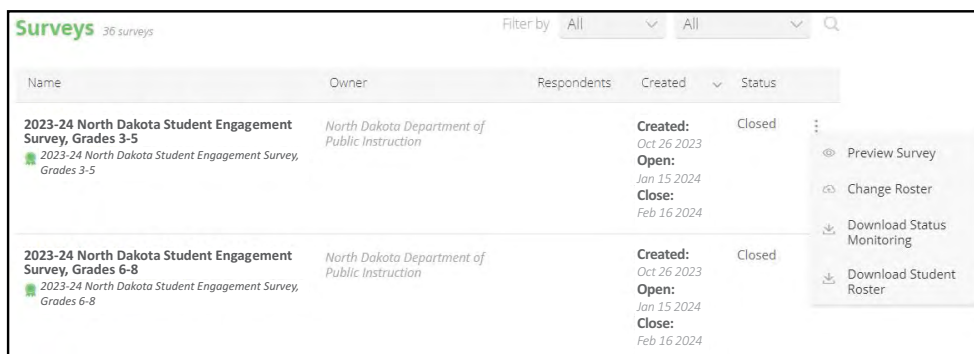 Surveys 36 surveys Filter by All All
Name Owner Respondents Created Status
2023-24 North Dakota Student Engagement
Survey, Grades 3-5
2023-24 North Dakota Student Engagement Survey,
Grades 3-5
North Dakota Department of
Public Instruction
Created:
Oct 26 2023
Open:
Jan 15 2024
Close:
Feb 16 2024
Closed
Preview Survey
Change Roster
Download Status
Monitoring
Download Student
Roster
2023-24 North Dakota Student Engagement
Survey, Grades 6-8
2023-24 North Dakota Student Engagement Survey,
Grades 6-8
North Dakota Department of
Public Instruction
Created:
Oct 26 2023
Open:
Jan 15 2024
Close:
Feb 16 2024
Closed